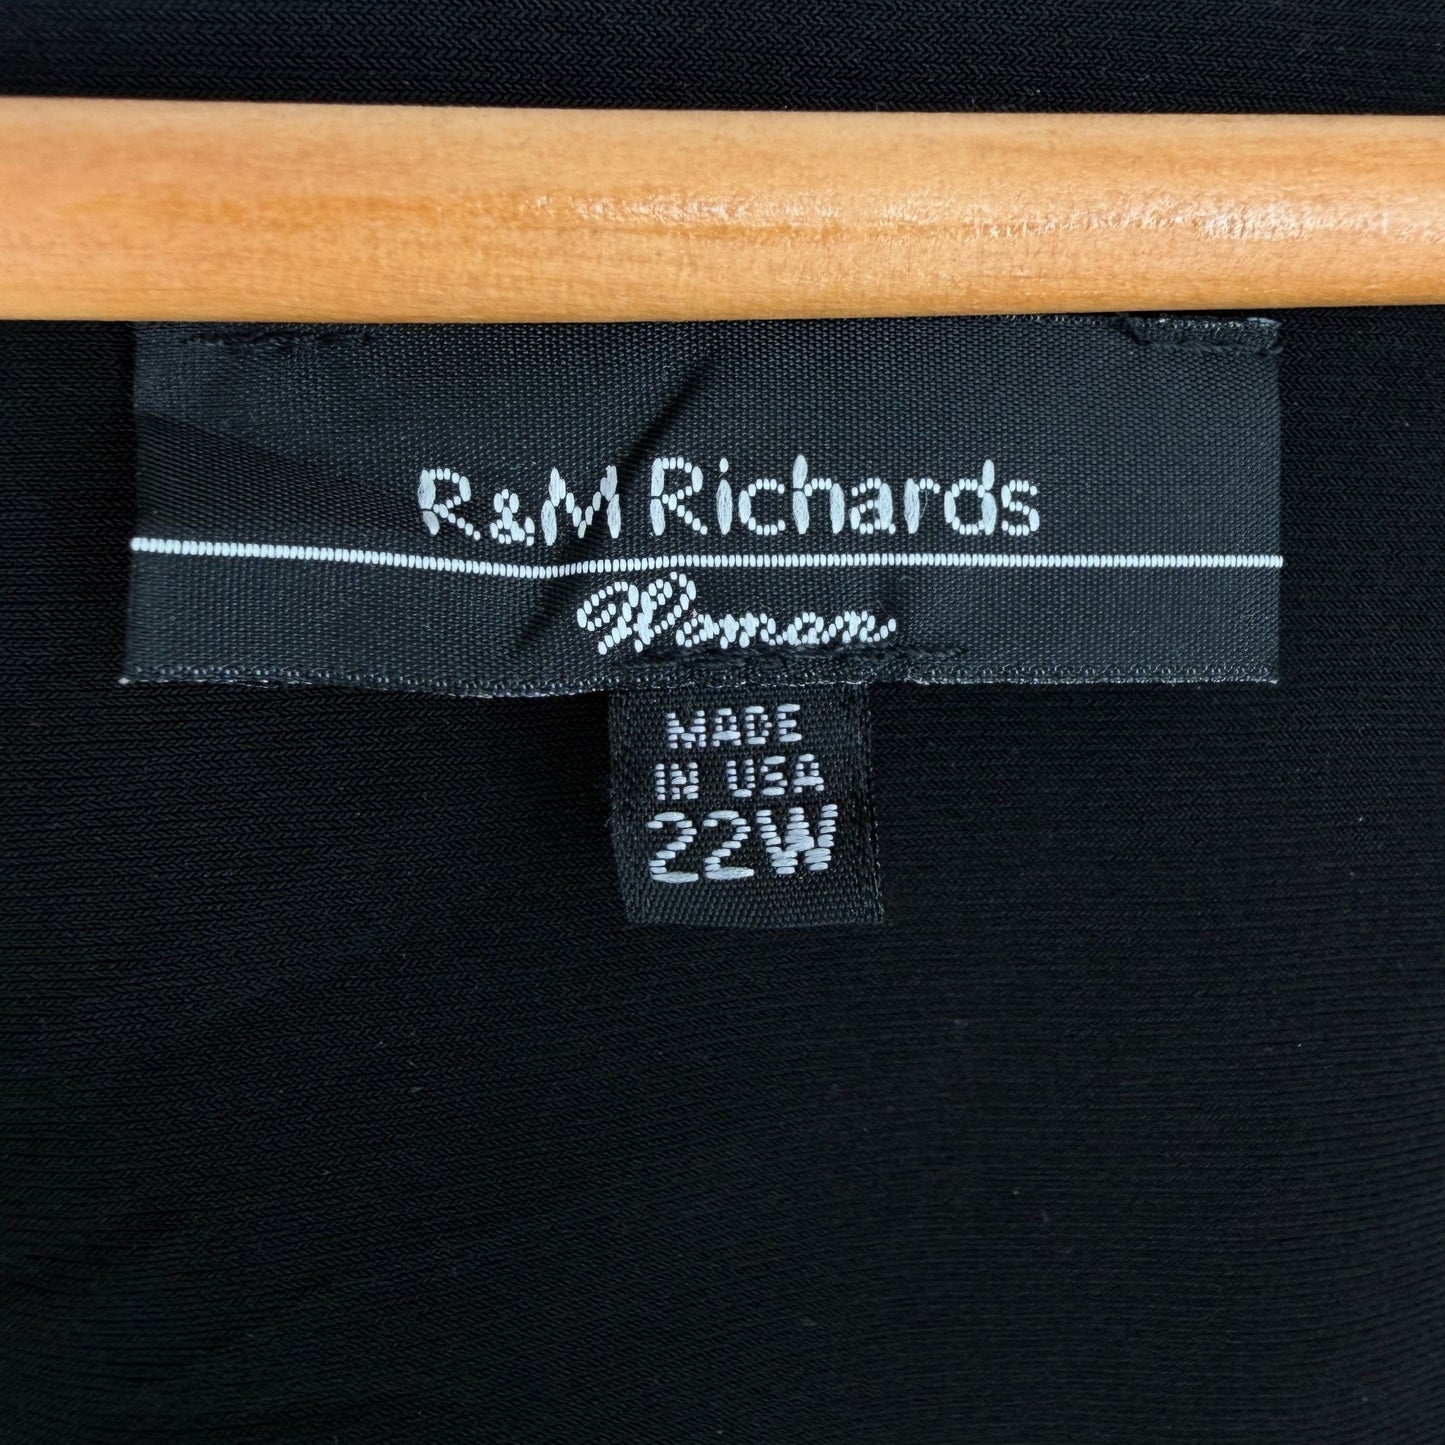 R&M Richards
Woman
MADE
IN USA
22W